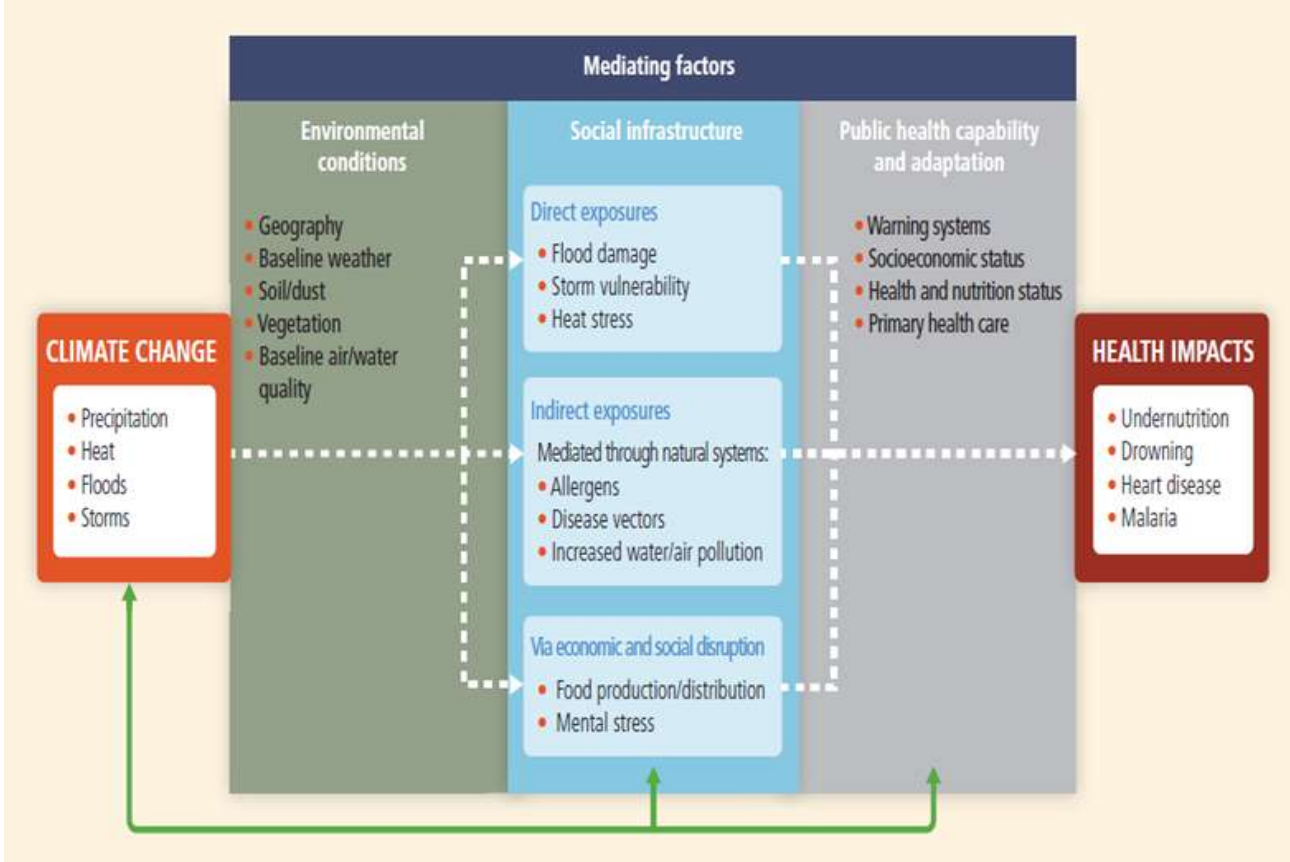 Mediating factors
Environmental
conditions
• Geography
• Baseline weather
• Soil/dust
• Vegetation
• Baseline air/water
quality
Social infrastructure
Direct exposures
• Flood damage
• Storm vulnerability
• Heat stress
Indirect exposures
Mediated through natural systems:
• Allergens
• Disease vectors
• Increased water/air pollution
Via economic and social disruption
• Food production/distribution
• Mental stress
Public health capability
and adaptation
• Warning systems
• Socioeconomic status
• Health and nutrition status
• Primary health care
CLIMATE CHANGE
• Precipitation
• Heat
• Floods
• Storms
HEALTH IMPACTS
• Undernutrition
• Drowning
• Heart disease
• Malaria